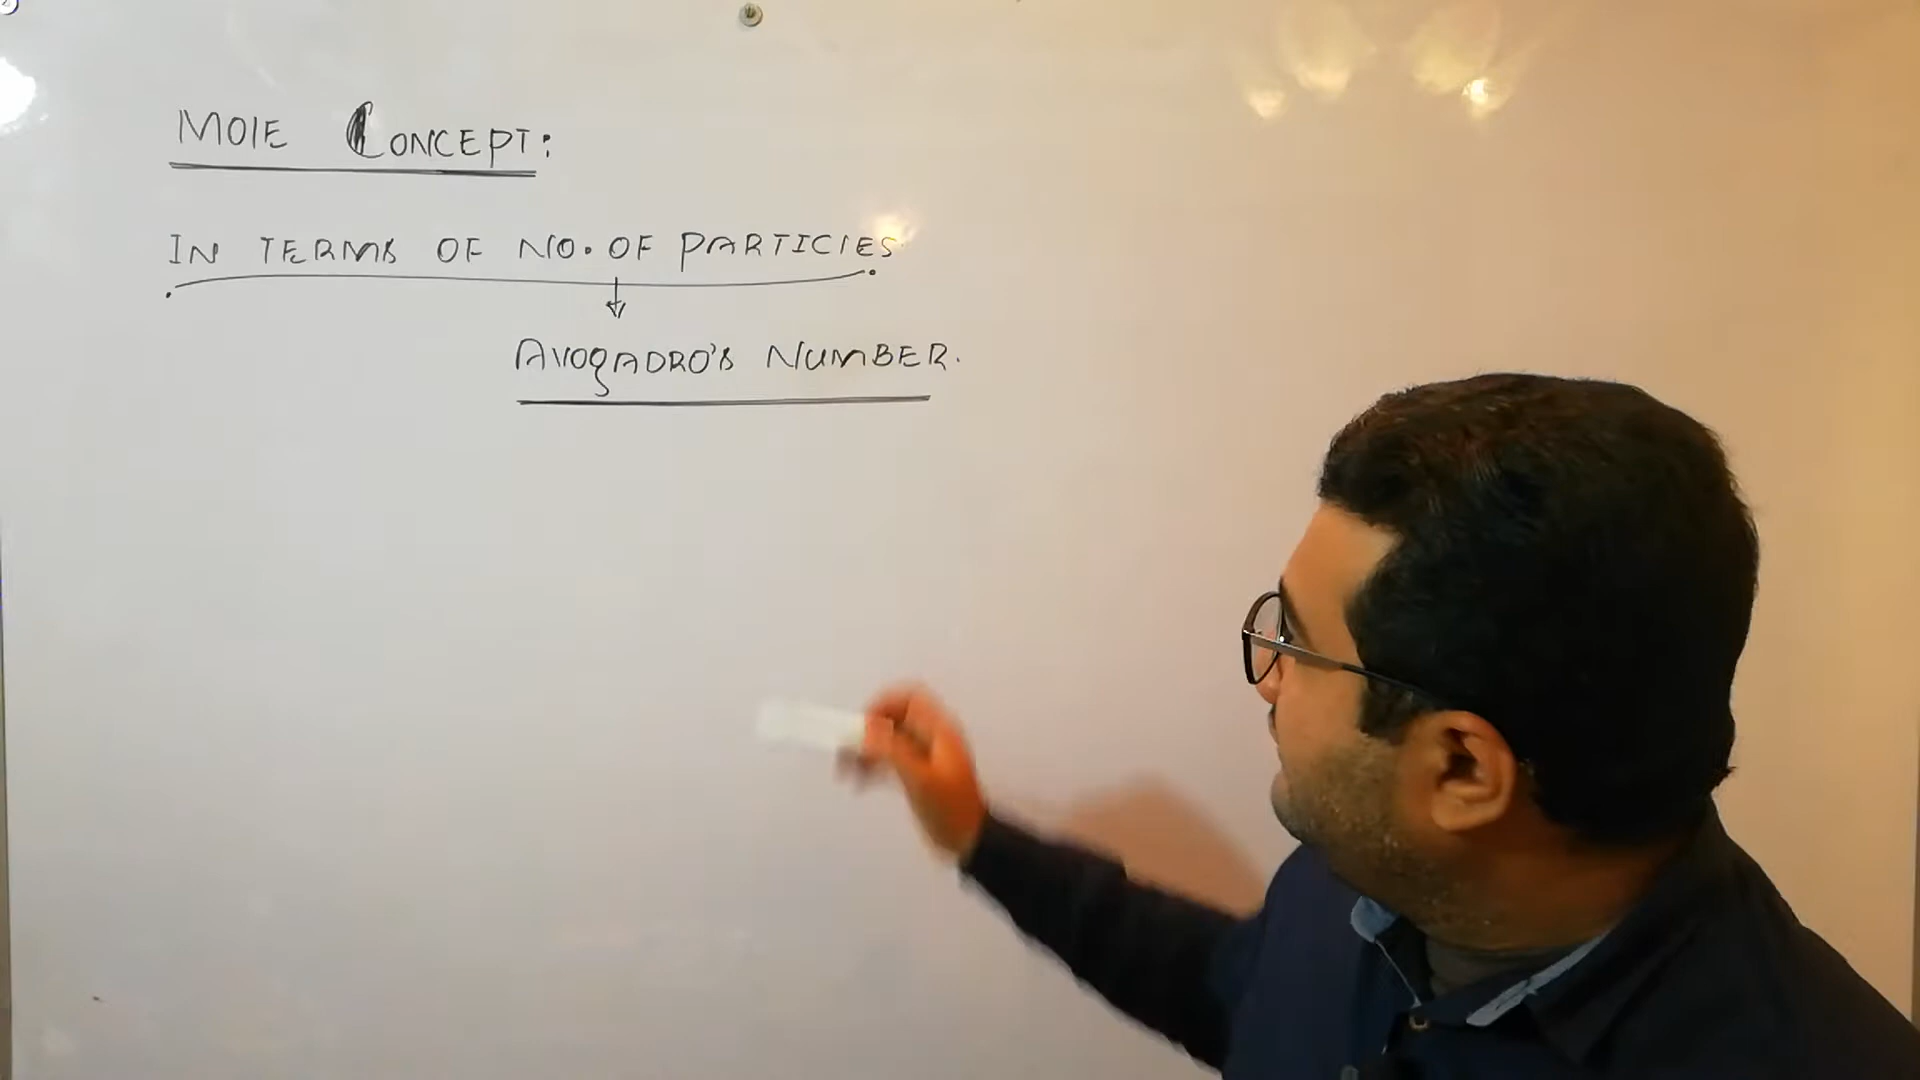 MOLE CONCEPT:
IN TERMS OF NO. OF PARTICLES
AVOGADRO'S NUMBER.